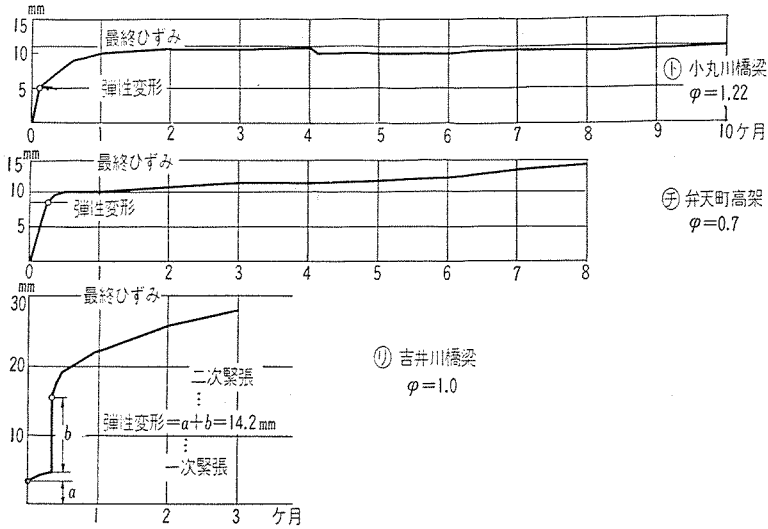 mm
15
最終ひずみ
10
弾性変形
5
0 1 2 3 4 5 6 7 8 9 10ケ月
㋣ 小丸川橋梁
φ=1.22
mm
15
最終ひずみ
10
弾性変形
5
0 1 2 3 4 5 6 7 8
㋠ 弁天町高架
φ=0.7
mm
30
最終ひずみ
20
二次緊張
⋮
弾性変形=a+b=14.2mm
⋮
一次緊張
10
b
a
1 2 3 ケ月
㋷ 吉井川橋梁
φ=1.0